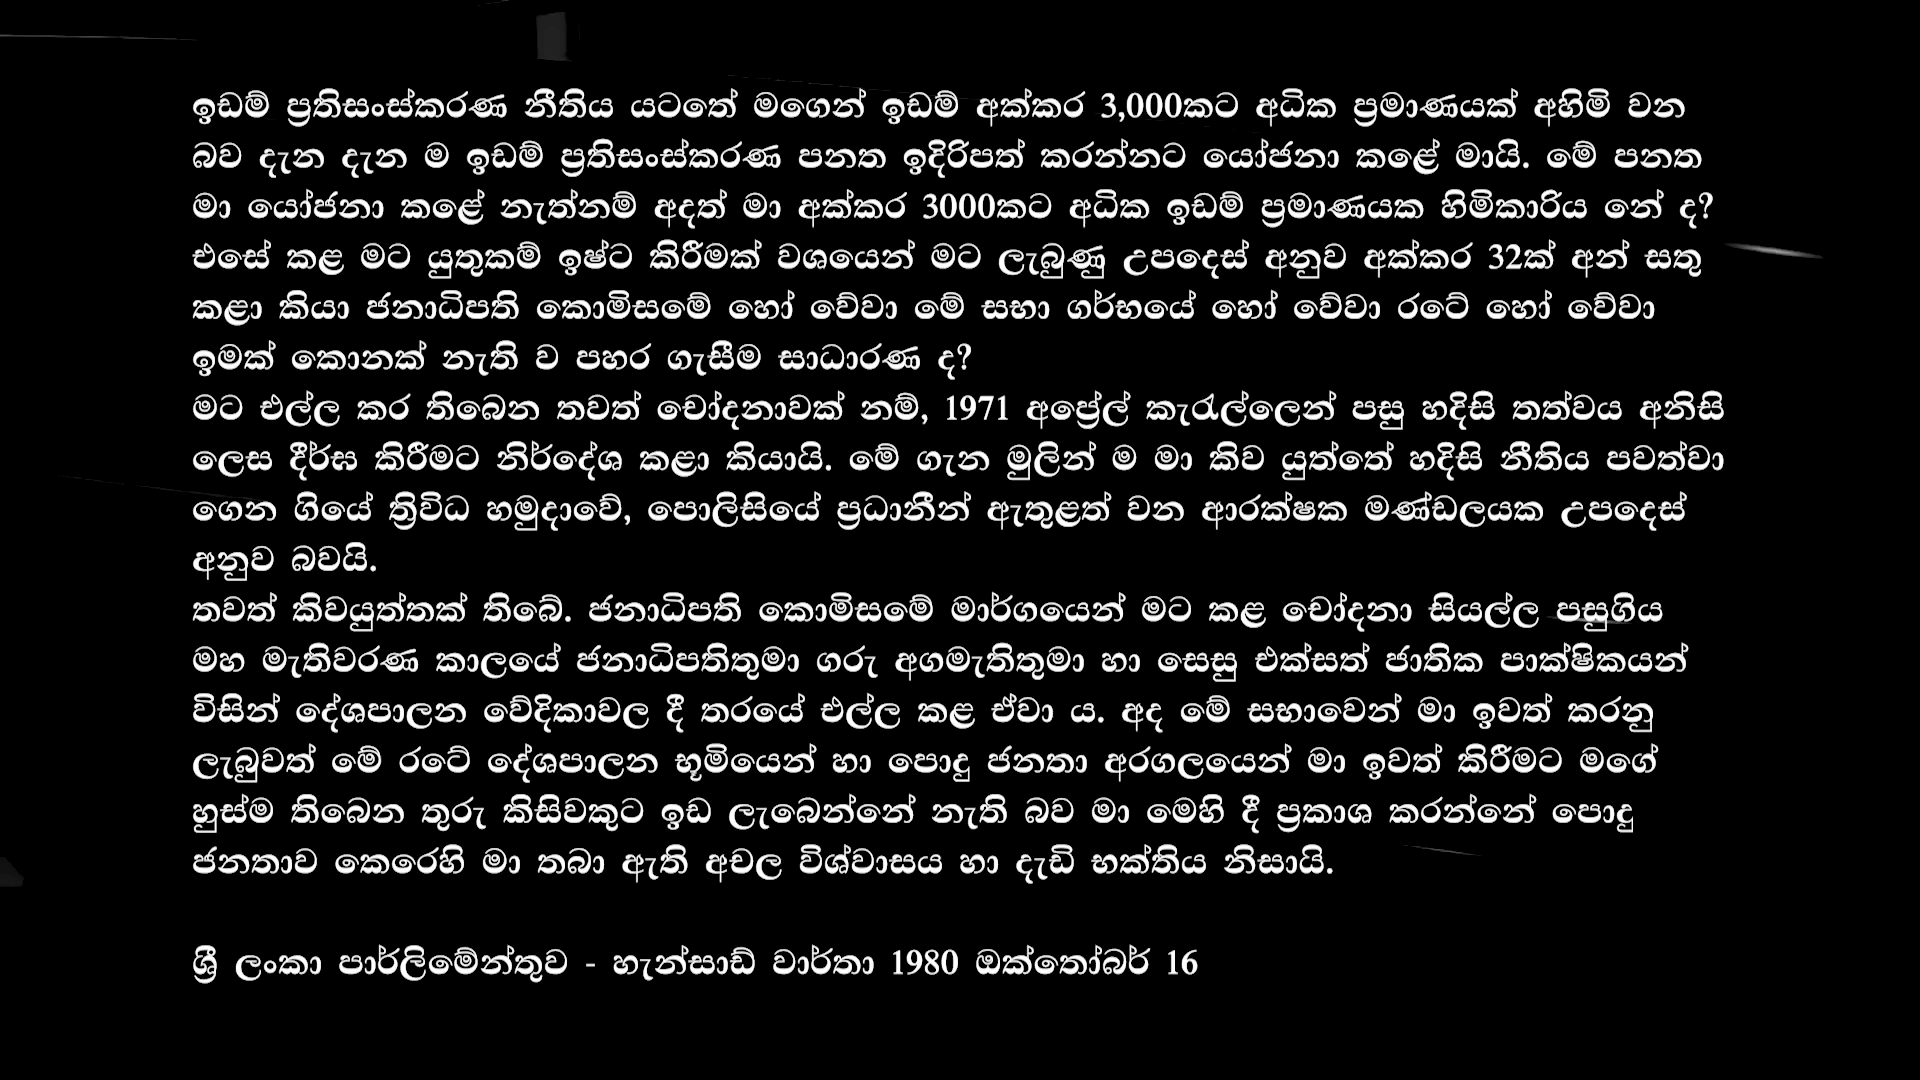 ඉඩම් ප්‍රතිසංස්කරණ නීතිය යටතේ මගෙන් ඉඩම් අක්කර 3,000කට අධික ප්‍රමාණයක් අහිමි වන
බව දැන දැන ම ඉඩම් ප්‍රතිසංස්කරණ පනත ඉදිරිපත් කරන්නට යෝජනා කළේ මායි. මේ පනත
මා යෝජනා කළේ නැත්නම් අදත් මා අක්කර 3000කට අධික ඉඩම් ප්‍රමාණයක හිමිකාරිය නේ ද?
එසේ කළ මට යුතුකම් ඉෂ්ට කිරීමක් වශයෙන් මට ලැබුණු උපදෙස් අනුව අක්කර 32ක් අන් සතු
කළා කියා ජනාධිපති කොමිසමේ හෝ වේවා මේ සභා ගර්භයේ හෝ වේවා රටේ හෝ වේවා
ඉමක් කොනක් නැති ව පහර ගැසීම සාධාරණ ද?
මට එල්ල කර තිබෙන තවත් චෝදනාවක් නම්, 1971 අප්‍රේල් කැරැල්ලෙන් පසු හදිසි තත්වය අනිසි
ලෙස දීර්ඝ කිරීමට නිර්දේශ කළා කියායි. මේ ගැන මුලින් ම මා කිව යුත්තේ හදිසි නීතිය පවත්වා
ගෙන ගියේ ත්‍රිවිධ හමුදාවේ, පොලිසියේ ප්‍රධානීන් ඇතුළත් වන ආරක්ෂක මණ්ඩලයක උපදෙස්
අනුව බවයි.
තවත් කිවයුත්තක් තිබේ. ජනාධිපති කොමිසමේ මාර්ගයෙන් මට කළ චෝදනා සියල්ල පසුගිය
මහ මැතිවරණ කාලයේ ජනාධිපතිතුමා ගරු අගමැතිතුමා හා සෙසු එක්සත් ජාතික පාක්ෂිකයන්
විසින් දේශපාලන වේදිකාවල දී තරයේ එල්ල කළ ඒවා ය. අද මේ සභාවෙන් මා ඉවත් කරනු
ලැබුවත් මේ රටේ දේශපාලන භූමියෙන් හා පොදු ජනතා අරගලයෙන් මා ඉවත් කිරීමට මගේ
හුස්ම තිබෙන තුරු කිසිවකුට ඉඩ ලැබෙන්නේ නැති බව මා මෙහි දී ප්‍රකාශ කරන්නේ පොදු
ජනතාව කෙරෙහි මා තබා ඇති අචල විශ්වාසය හා දැඩි භක්තිය නිසායි.
ශ්‍රී ලංකා පාර්ලිමේන්තුව - හැන්සාඩ් වාර්තා 1980 ඔක්තෝබර් 16